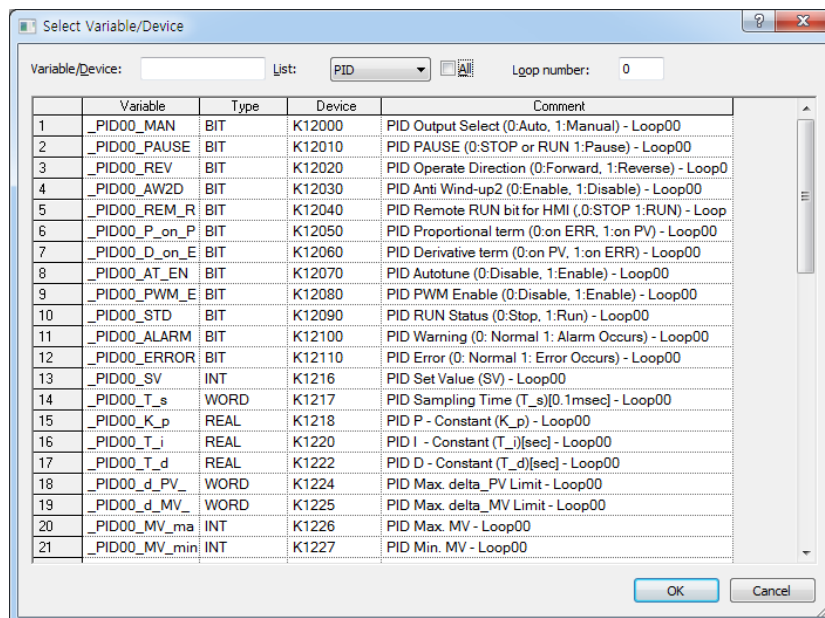 Select Variable/Device
Variable/Device: List: PID All Loop number: 0
Variable Type Device Comment
1 _PID00_MAN BIT K12000 PID Output Select (0:Auto, 1:Manual) - Loop00
2 _PID00_PAUSE BIT K12010 PID PAUSE (0:STOP or RUN 1:Pause) - Loop00
3 _PID00_REV BIT K12020 PID Operate Direction (0:Forward, 1:Reverse) - Loop0
4 _PID00_AW2D BIT K12030 PID Anti Wind-up2 (0:Enable, 1:Disable) - Loop00
5 _PID00_REM_R BIT K12040 PID Remote RUN bit for HMI (,0:STOP 1:RUN) - Loop
6 _PID00_P_on_P BIT K12050 PID Proportional term (0:on ERR, 1:on PV) - Loop00
7 _PID00_D_on_E BIT K12060 PID Derivative term (0:on PV, 1:on ERR) - Loop00
8 _PID00_AT_EN BIT K12070 PID Autotune (0:Disable, 1:Enable) - Loop00
9 _PID00_PWM_E BIT K12080 PID PWM Enable (0:Disable, 1:Enable) - Loop00
10 _PID00_STD BIT K12090 PID RUN Status (0:Stop, 1:Run) - Loop00
11 _PID00_ALARM BIT K12100 PID Warning (0: Normal 1: Alarm Occurs) - Loop00
12 _PID00_ERROR BIT K12110 PID Error (0: Normal 1: Error Occurs) - Loop00
13 _PID00_SV INT K1216 PID Set Value (SV) - Loop00
14 _PID00_T_s WORD K1217 PID Sampling Time (T_s)[0.1msec] - Loop00
15 _PID00_K_p REAL K1218 PID P - Constant (K_p) - Loop00
16 _PID00_T_i REAL K1220 PID I - Constant (T_i)[sec] - Loop00
17 _PID00_T_d REAL K1222 PID D - Constant (T_d)[sec] - Loop00
18 _PID00_d_PV_ WORD K1224 PID Max. delta_PV Limit - Loop00
19 _PID00_d_MV_ WORD K1225 PID Max. delta_MV Limit - Loop00
20 _PID00_MV_ma INT K1226 PID Max. MV - Loop00
21 _PID00_MV_min INT K1227 PID Min. MV - Loop00
OK Cancel